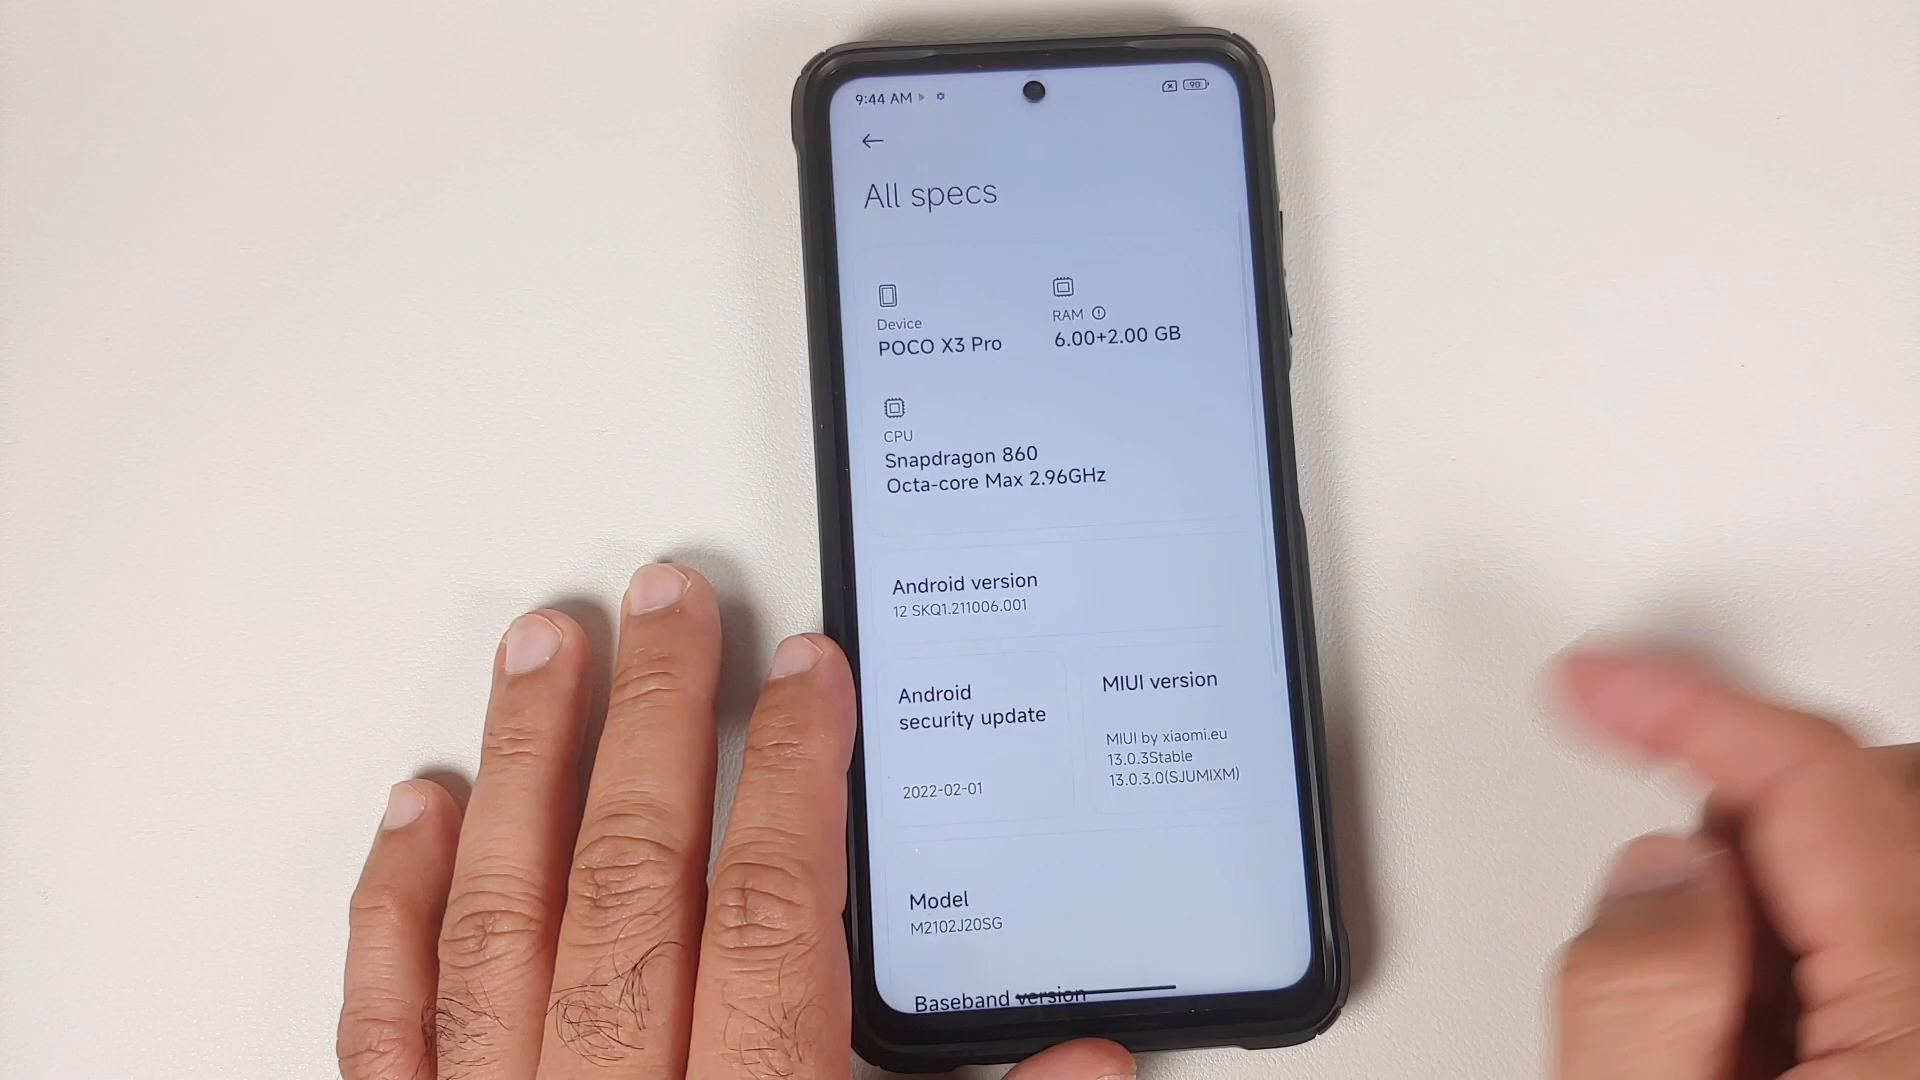 9:44 AM
90
All specs
Device
POCO X3 Pro
RAM
6.00+2.00 GB
CPU
Snapdragon 860
Octa-core Max 2.96GHz
Android version
12 SKQ1.211006.001
Android
security update
2022-02-01
MIUI version
MIUI by xiaomi.eu
13.0.3Stable
13.0.3.0(SJUMIXM)
Model
M2102J20SG
Baseband version